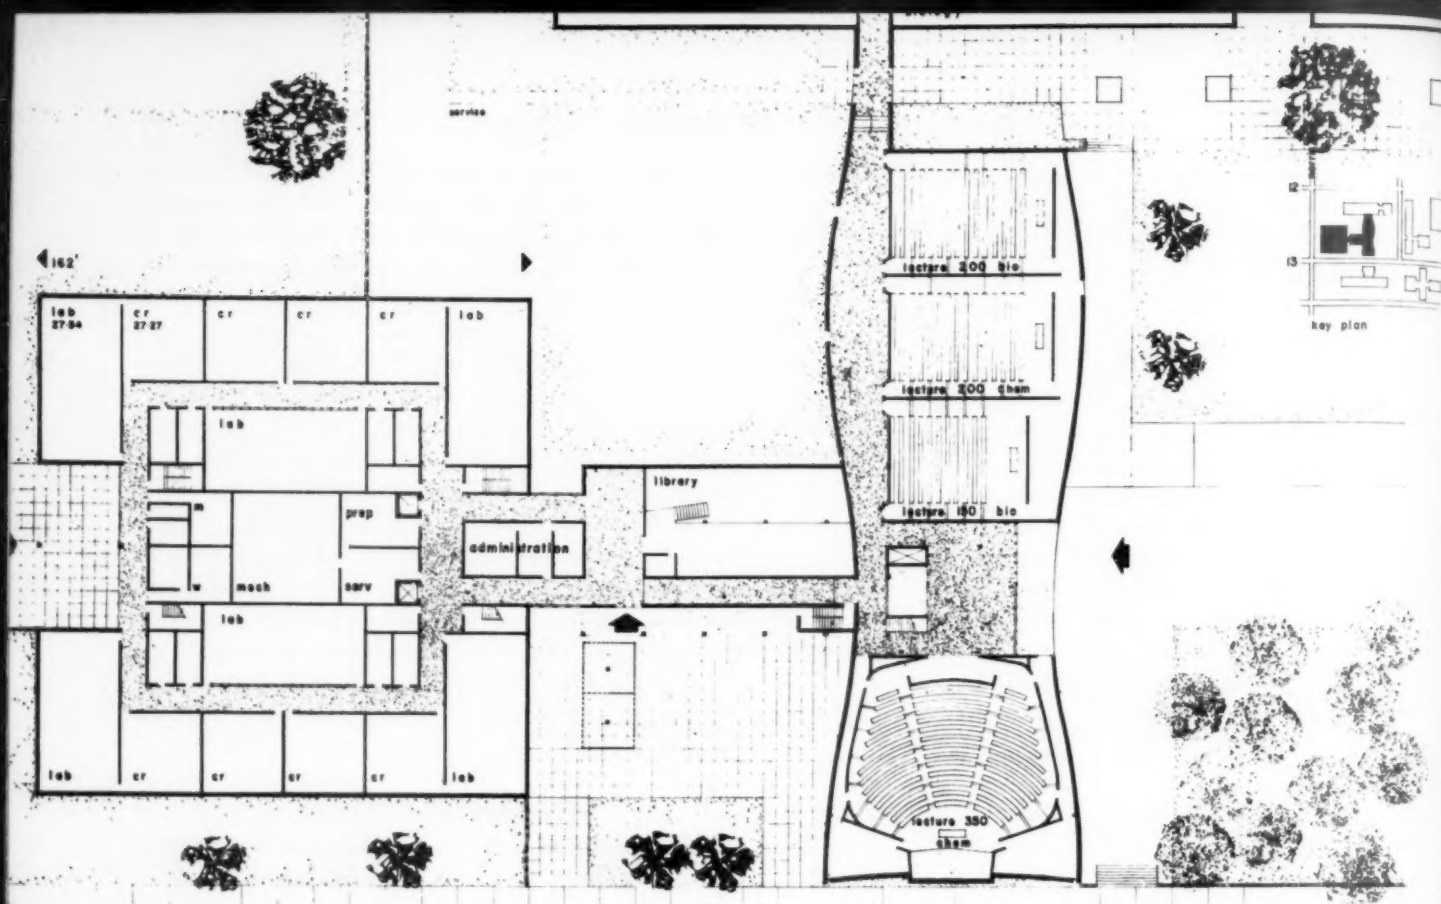 biology
service
162'
12
13
key plan
lecture 200 bio
lecture 200 chem
lecture 150 bio
lab
27·54
cr
27·27
cr
cr
cr
lab
lab
library
m
prep
administration
w
mech
serv
lab
lab
cr
cr
cr
cr
lab
lecture 350
chem